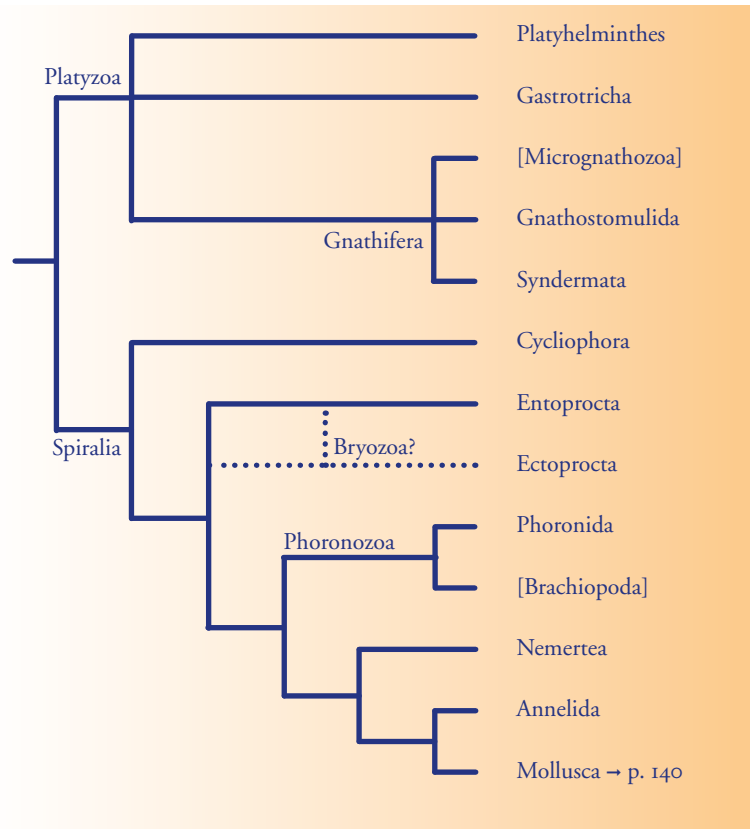 Platyhelminthes
Platyzoa
Gastrotricha
[Micrognathozoa]
Gnathostomulida
Gnathifera
Syndermata
Cycliophora
Entoprocta
Bryozoa?
Spiralia
Ectoprocta
Phoronida
Phoronozoa
[Brachiopoda]
Nemertea
Annelida
Mollusca → p. 140